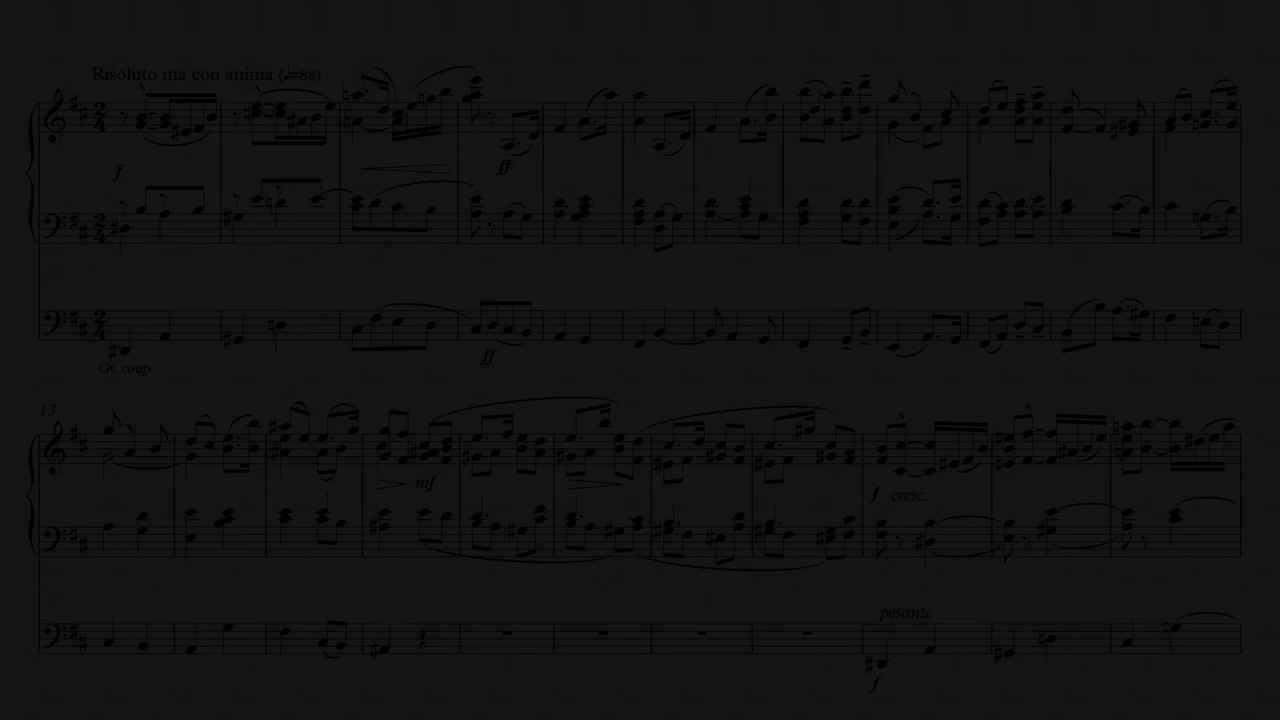 Risoluto ma con anima (♩=88)
f
ff
ff
Gt. coup.
13
mf
f cresc.
pesante
f